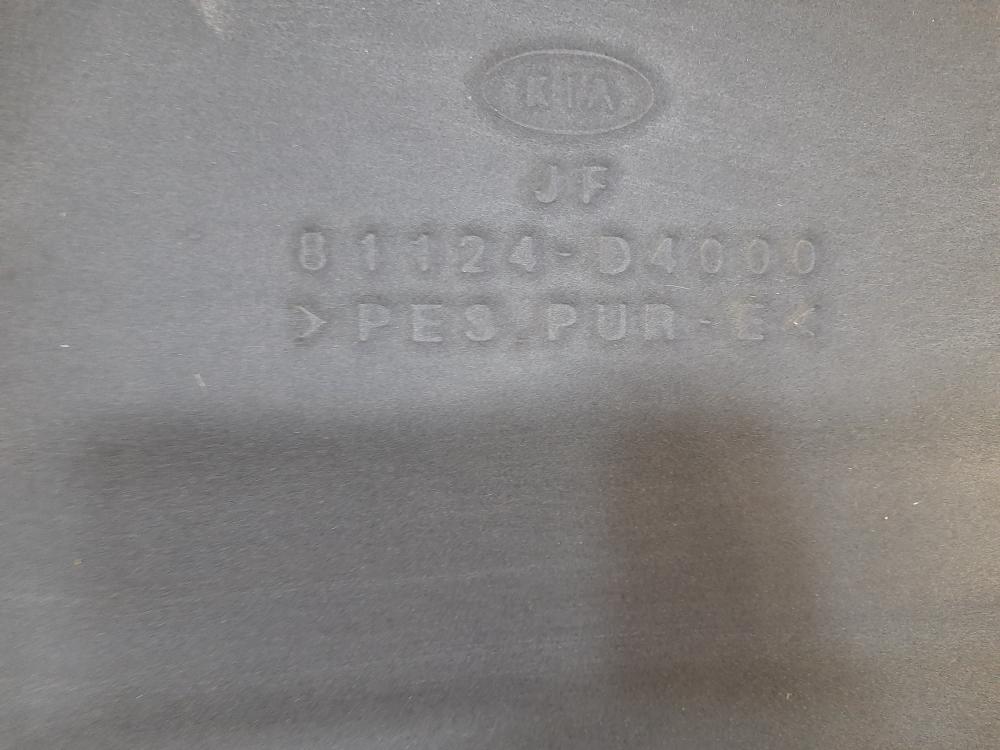 KIA
JF
81124-D4000
>PES PUR-E<